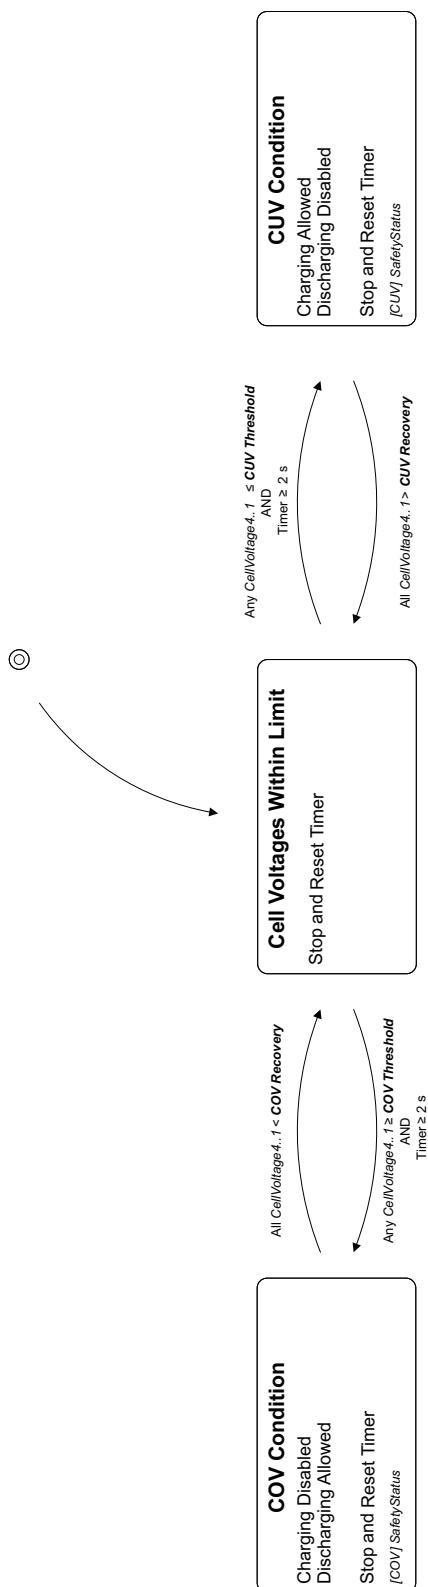 COV Condition
Charging Disabled
Discharging Allowed
Stop and Reset Timer
[COV] SafetyStatus
All CellVoltage4..1 < COV Recovery
Any CellVoltage4..1 ≥ COV Threshold
AND
Timer ≥ 2 s
Cell Voltages Within Limit
Stop and Reset Timer
Any CellVoltage4..1 ≤ CUV Threshold
AND
Timer ≥ 2 s
All CellVoltage4..1 > CUV Recovery
CUV Condition
Charging Allowed
Discharging Disabled
Stop and Reset Timer
[CUV] SafetyStatus